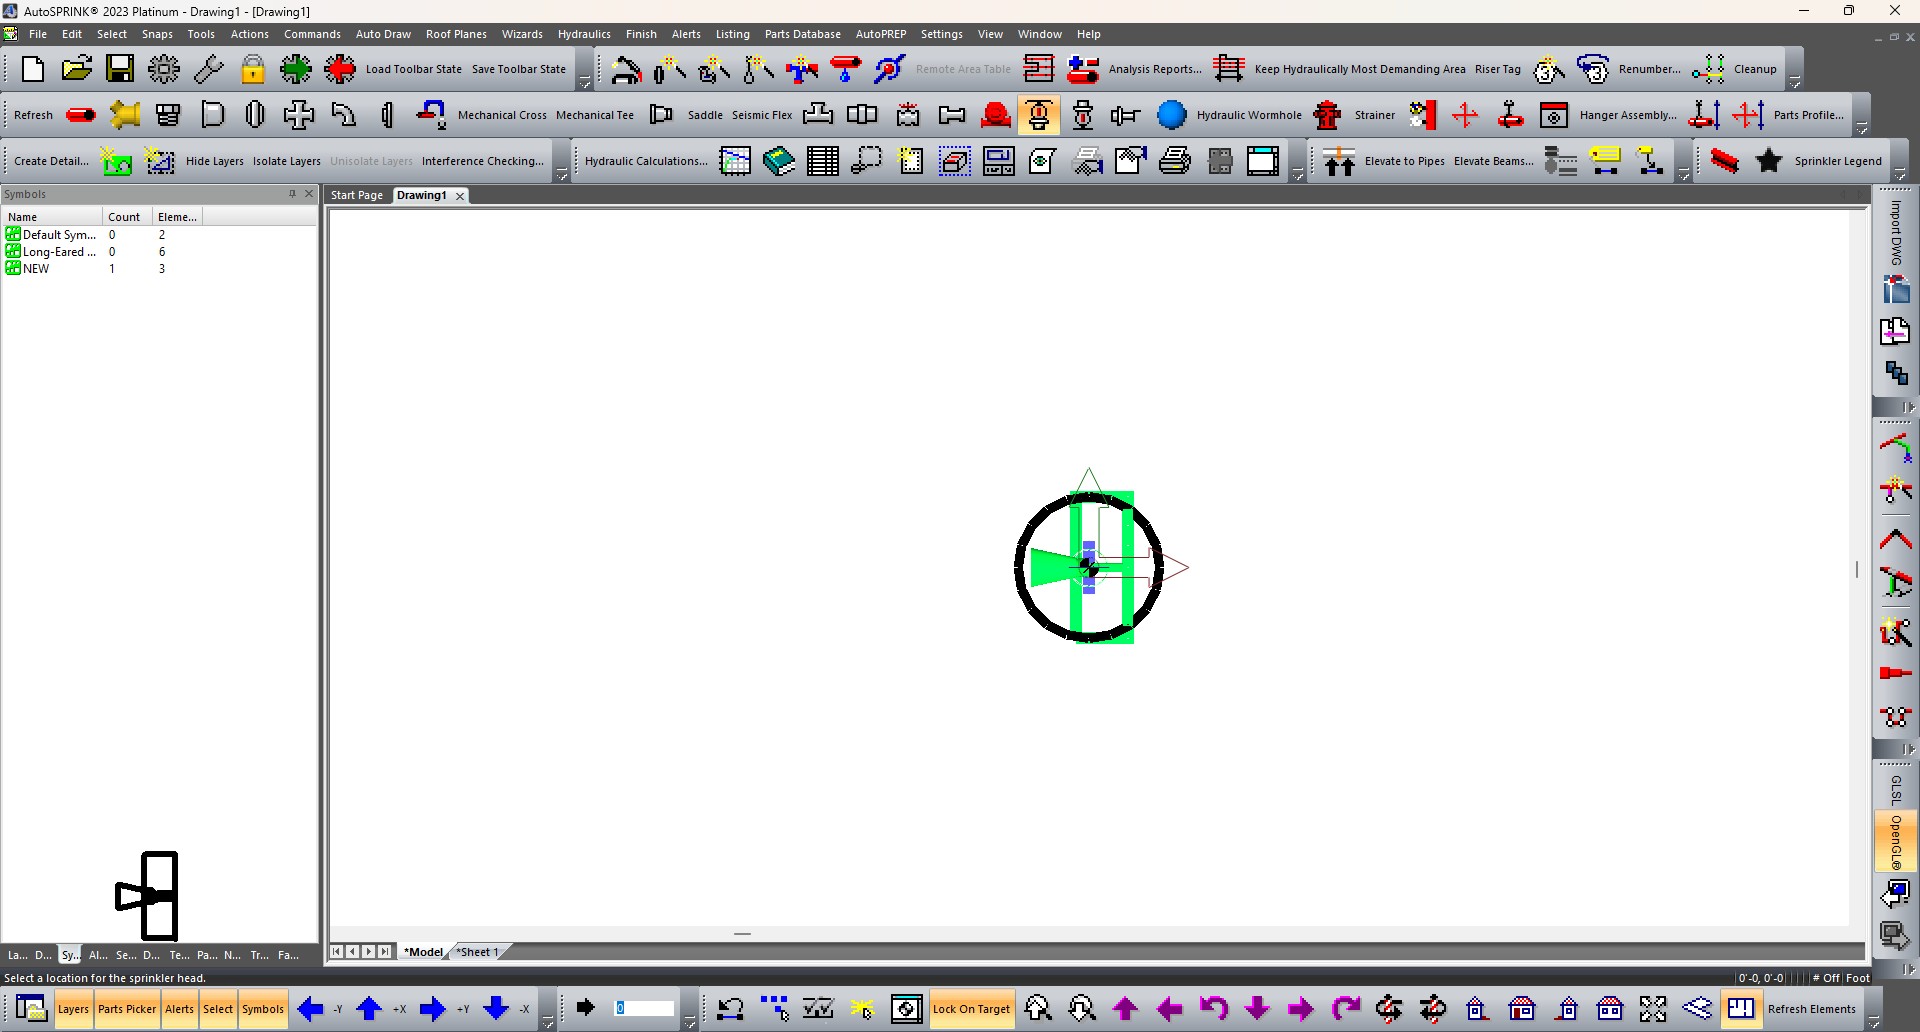 AutoSPRINK® 2023 Platinum - Drawing1 - [Drawing1]
File Edit Select Snaps Tools Actions Commands Auto Draw Roof Planes Wizards Hydraulics Finish Alerts Listing Parts Database AutoPREP Settings View Window Help
Load Toolbar State Save Toolbar State Remote Area Table Analysis Reports... Keep Hydraulically Most Demanding Area Riser Tag Renumber... Cleanup
Refresh Mechanical Cross Mechanical Tee Saddle Seismic Flex Hydraulic Wormhole Strainer Hanger Assembly... Parts Profile...
Create Detail... Hide Layers Isolate Layers Unisolate Layers Interference Checking... Hydraulic Calculations... Elevate to Pipes Elevate Beams... Sprinkler Legend
Symbols
Start Page Drawing1
Name Count Eleme...
Default Sym... 0 2
Long-Eared ... 0 6
NEW 1 3
Import DWG
GLSL
OpenGL®
La... D... Sy... Al... Se... D... Te... Pa... N... Tr... Fa...
*Model *Sheet 1
Select a location for the sprinkler head.
0'-0, 0'-0 # Off Foot
Layers Parts Picker Alerts Select Symbols -Y +X +Y -X 0 Lock On Target Refresh Elements